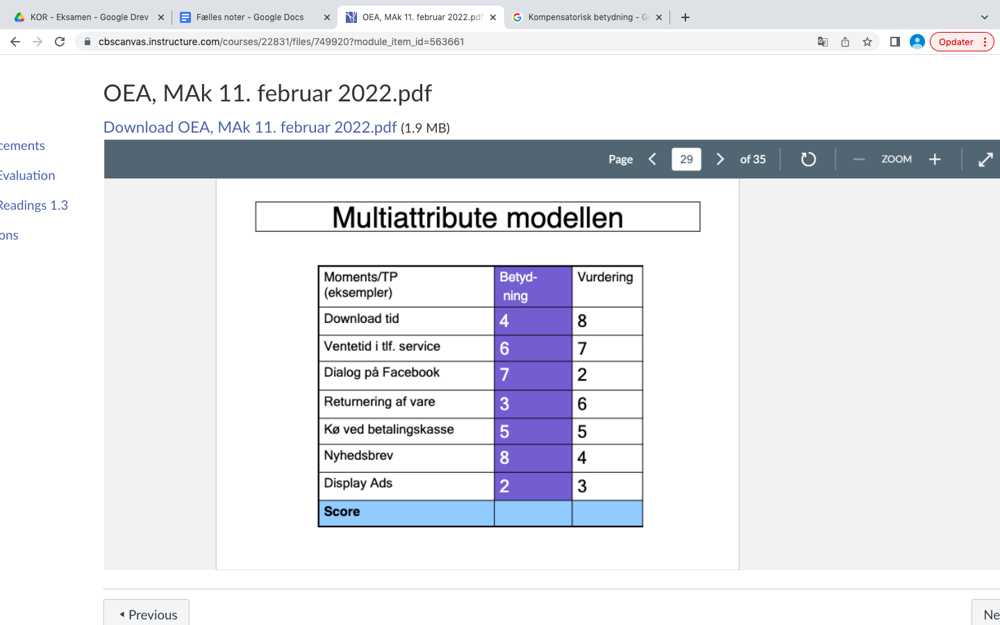 KOR - Eksamen - Google Drev
Fælles noter - Google Docs
OEA, MAk 11. februar 2022.pdf
Kompensatorisk betydning - G
cbscanvas.instructure.com/courses/22831/files/749920?module_item_id=563661
Opdater
OEA, MAk 11. februar 2022.pdf
Download OEA, MAk 11. februar 2022.pdf (1.9 MB)
cements
Evaluation
Readings 1.3
ons
Page 29 of 35 ZOOM
Multiattribute modellen
Moments/TP
(eksempler)
Betyd-
ning
Vurdering
Download tid 4 8
Ventetid i tlf. service 6 7
Dialog på Facebook 7 2
Returnering af vare 3 6
Kø ved betalingskasse 5 5
Nyhedsbrev 8 4
Display Ads 2 3
Score
Previous
Ne